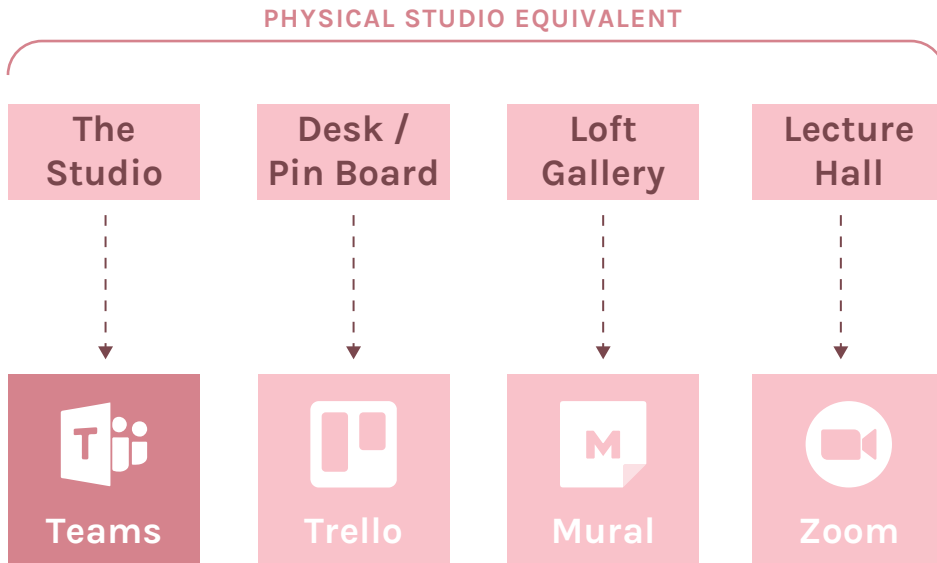 PHYSICAL STUDIO EQUIVALENT
The
Studio
Desk /
Pin Board
Loft
Gallery
Lecture
Hall
T
Teams
Trello
M
Mural
Zoom